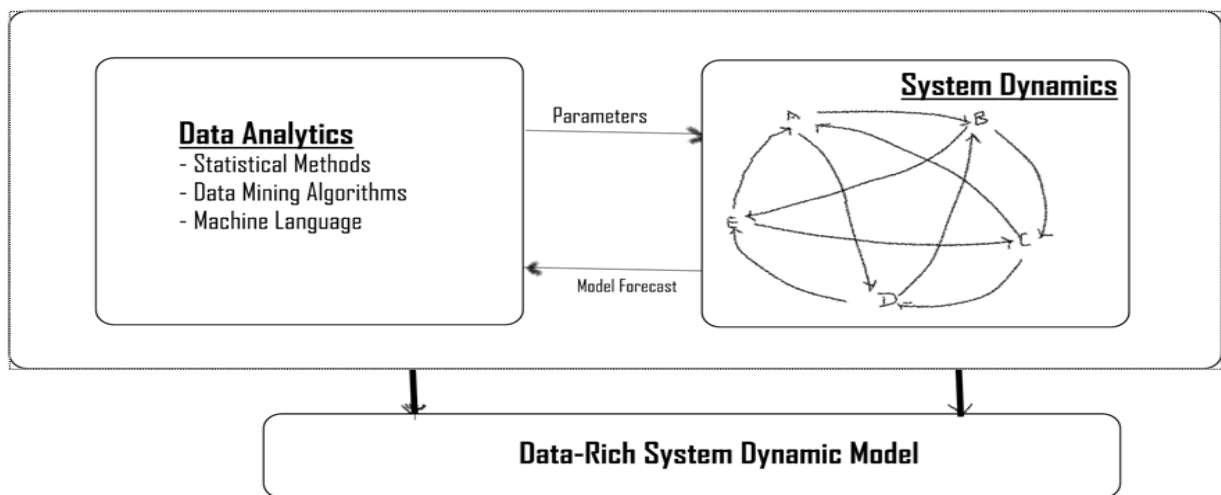 System Dynamics
Data Analytics
- Statistical Methods
- Data Mining Algorithms
- Machine Language
Parameters
Model Forecast
A
B
E
C
D
Data-Rich System Dynamic Model